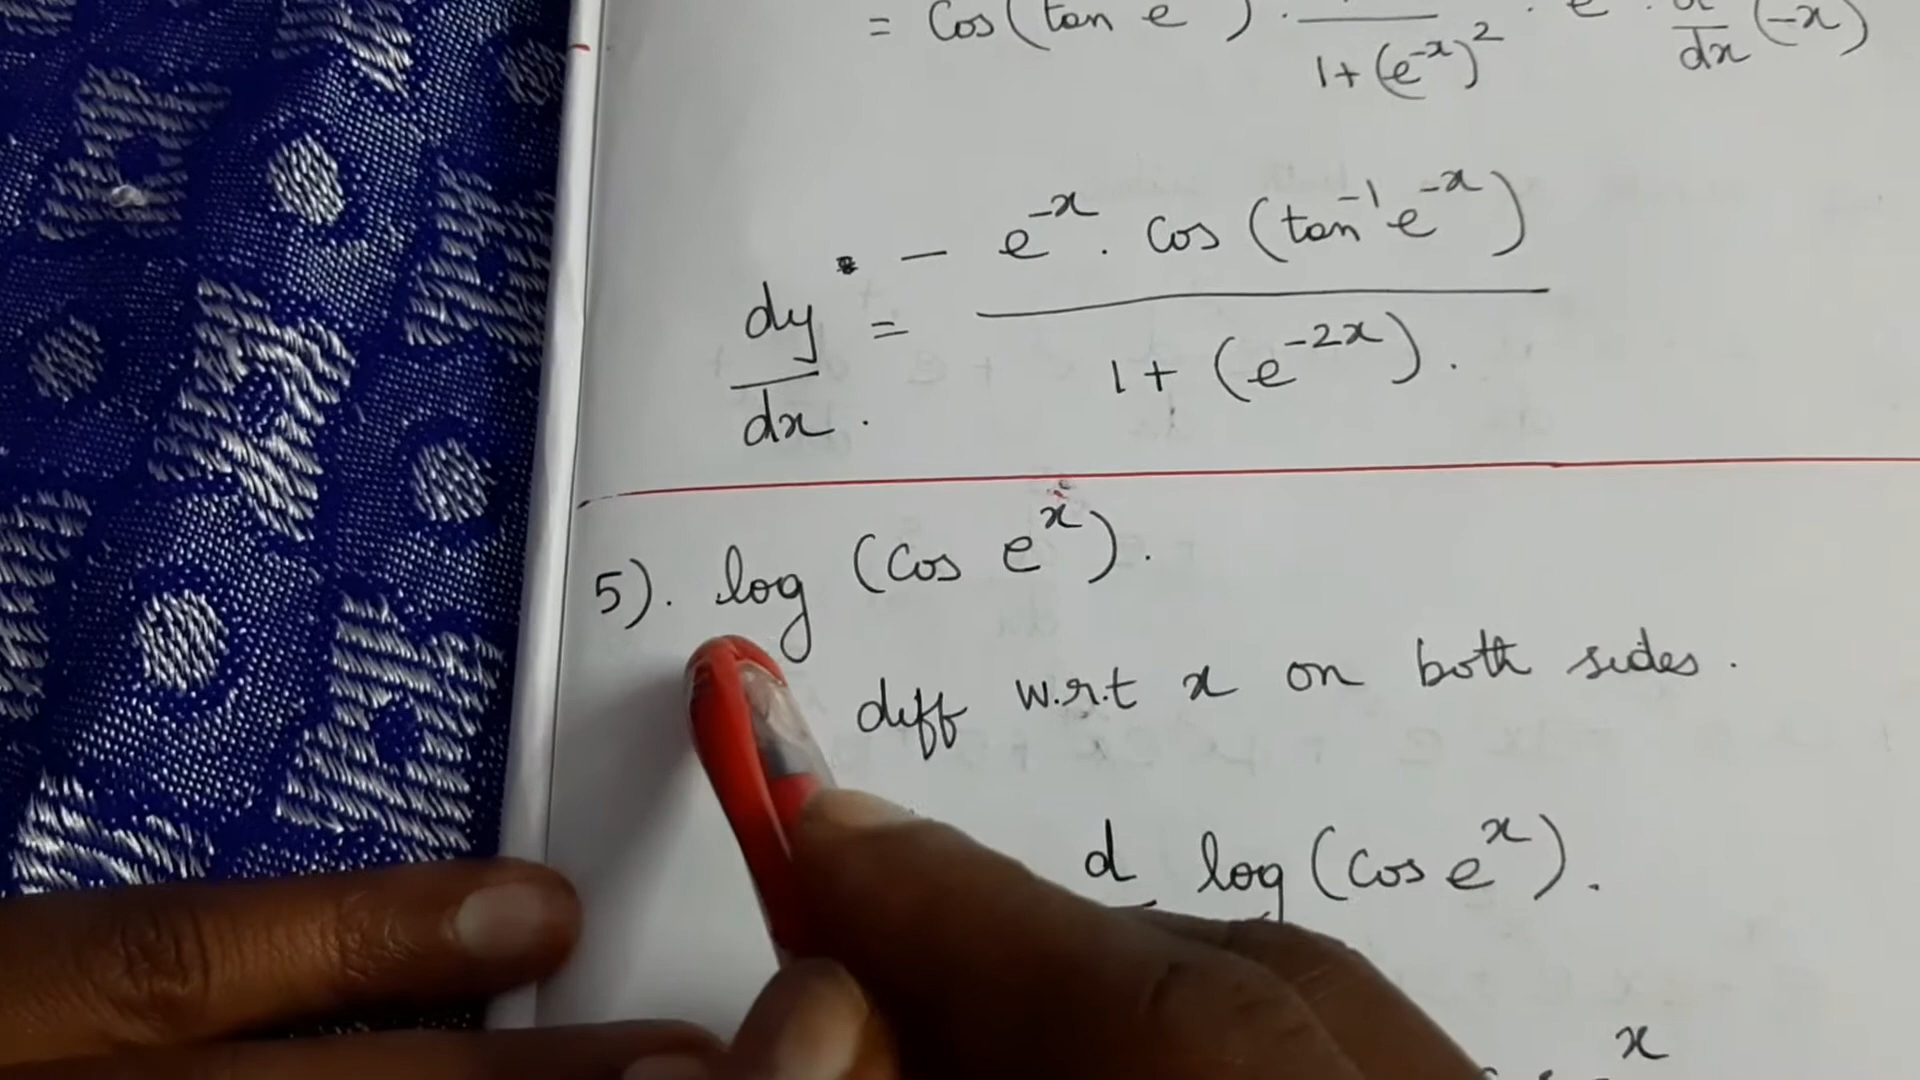 = Cos (tan e ) . 1+(e^-x)^2 . e . d/dx (-x)
dy/dx . = - e^-x . cos (tan^-1 e^-x) / 1 + (e^-2x) .
5). log (cos e^x).
diff w.r.t x on both sides .
d log (cos e^x).
x